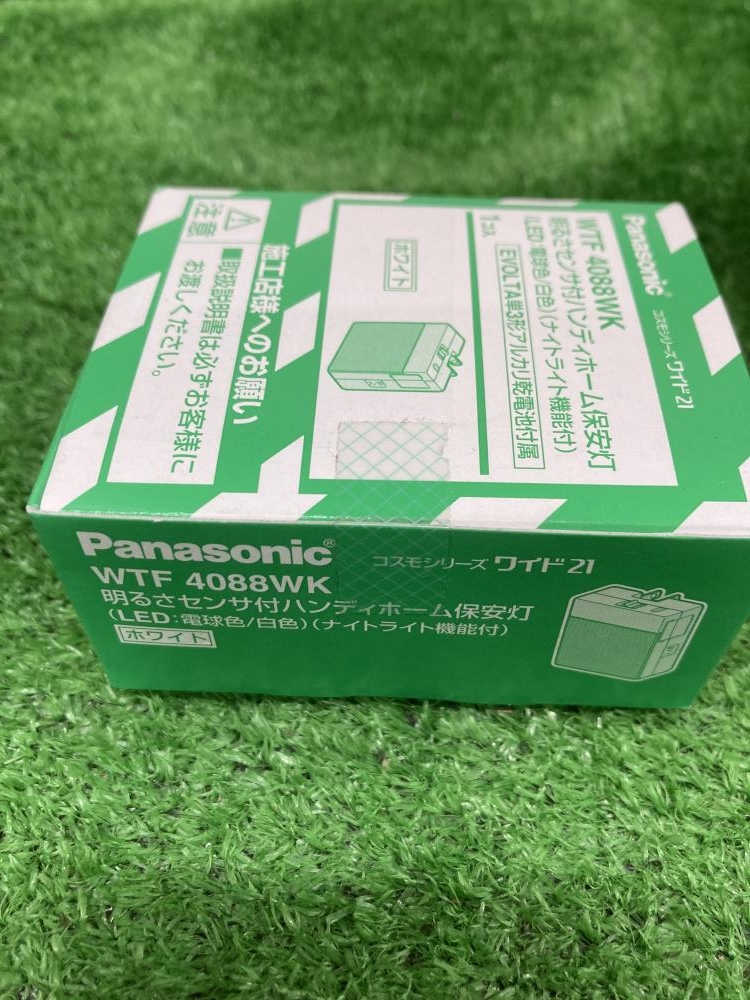 Panasonic
コスモシリーズ ワイド21
WTF 4088WK
明るさセンサ付ハンディホーム保安灯
(LED:電球色/白色)(ナイトライト機能付)
1コ入
EVOLTA単3形アルカリ乾電池付属
ホワイト
施工店様へのお願い
注意
■取扱説明書は必ずお客様に
お渡しください。
Panasonic®
コスモシリーズ ワイド21
WTF 4088WK
明るさセンサ付ハンディホーム保安灯
(LED:電球色/白色)(ナイトライト機能付)
ホワイト